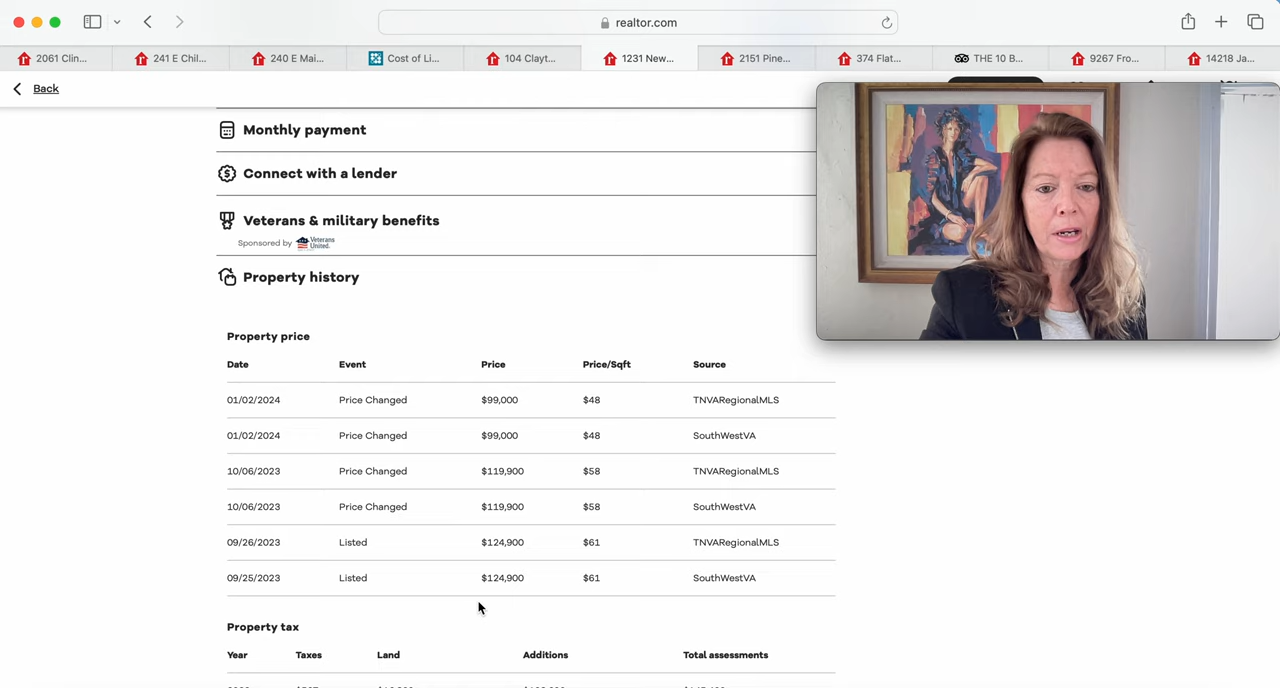 realtor.com
2061 Clin... 241 E Chil... 240 E Mai... Cost of Li... 104 Clayt... 1231 New... 2151 Pine... 374 Flat... THE 10 B... 9267 Fro... 14218 Ja...
Back
Monthly payment
Connect with a lender
Veterans & military benefits
Sponsored by Veterans United.
Property history
Property price
Date Event Price Price/Sqft Source
01/02/2024 Price Changed $99,000 $48 TNVARegionalMLS
01/02/2024 Price Changed $99,000 $48 SouthWestVA
10/06/2023 Price Changed $119,900 $58 TNVARegionalMLS
10/06/2023 Price Changed $119,900 $58 SouthWestVA
09/26/2023 Listed $124,900 $61 TNVARegionalMLS
09/25/2023 Listed $124,900 $61 SouthWestVA
Property tax
Year Taxes Land Additions Total assessments